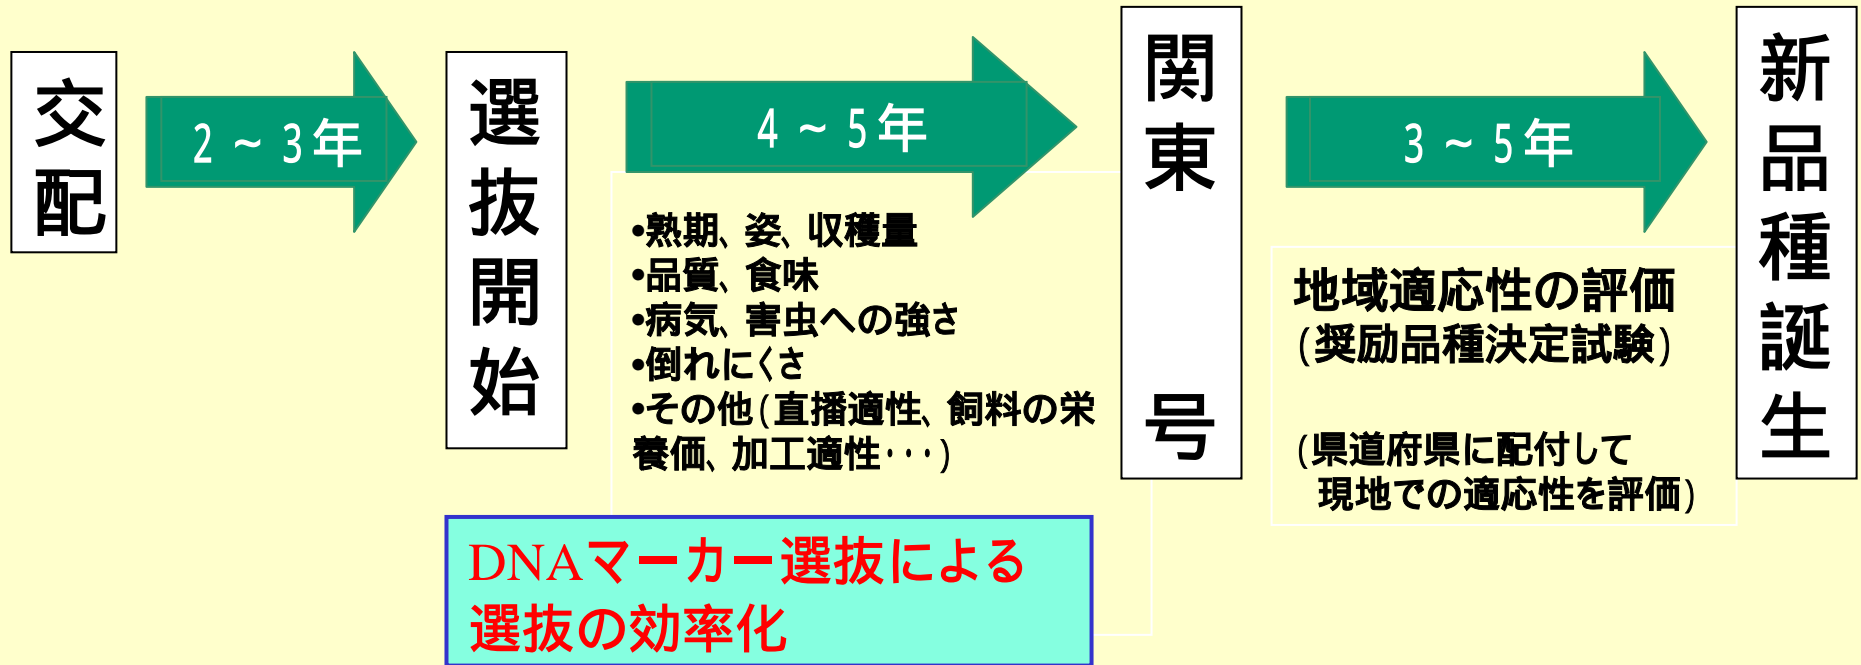 交配
2～3年
選抜開始
4～5年
•熟期、姿、収穫量
•品質、食味
•病気、害虫への強さ
•倒れにくさ
•その他(直播適性、飼料の栄
養価、加工適性・・・)
DNAマーカー選抜による
選抜の効率化
関東　号
3～5年
地域適応性の評価
(奨励品種決定試験)
(県道府県に配付して
現地での適応性を評価)
新品種誕生